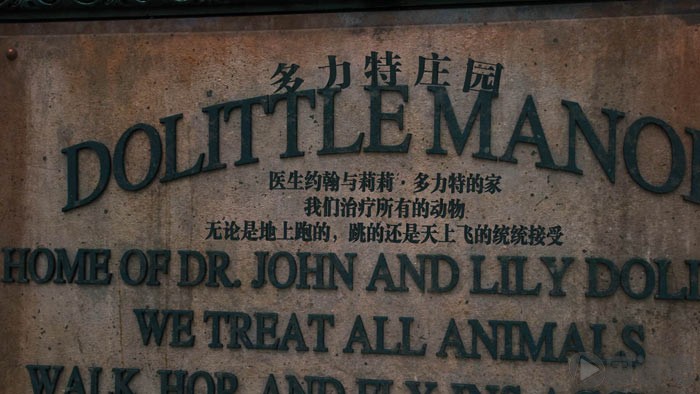 多力特庄园
DOLITTLE MANOR
医生约翰与莉莉·多力特的家
我们治疗所有的动物
无论是地上跑的，跳的还是天上飞的统统接受
HOME OF DR. JOHN AND LILY DOLI
WE TREAT ALL ANIMALS
WALK, HOP, AND FLY-INS